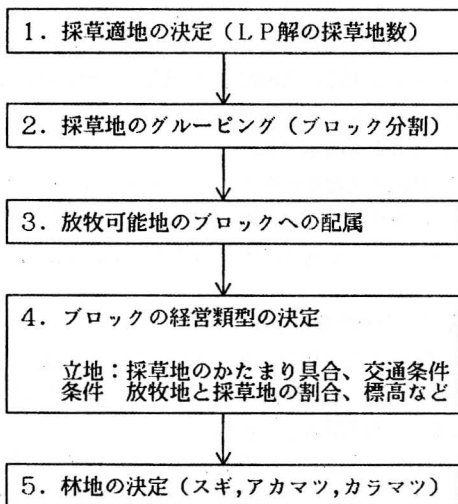 1．採草適地の決定（ＬＰ解の採草地数）
2．採草地のグルーピング（ブロック分割）
3．放牧可能地のブロックへの配属
4．ブロックの経営類型の決定
立地：採草地のかたまり具合、交通条件
条件　放牧地と採草地の割合、標高など
5．林地の決定（スギ,アカマツ,カラマツ）